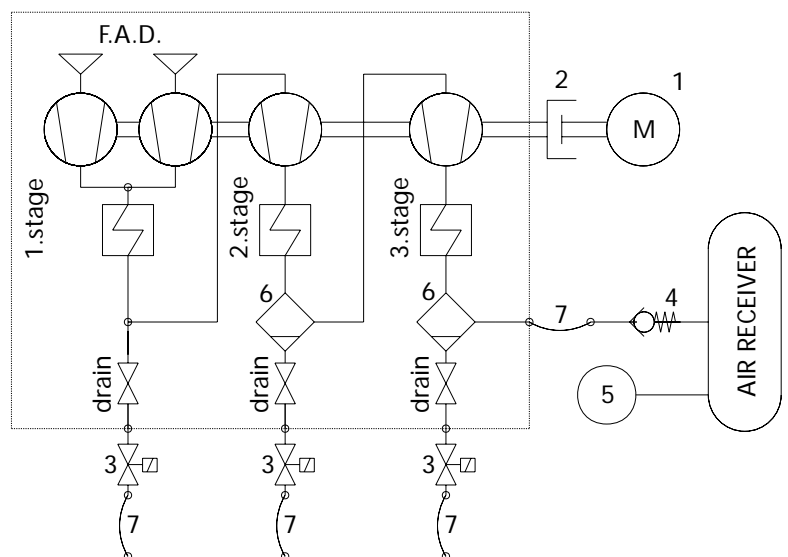 F.A.D.
2
1
M
1.stage
2.stage
3.stage
6
6
7
4
AIR RECEIVER
5
drain
drain
drain
3
3
3
7
7
7